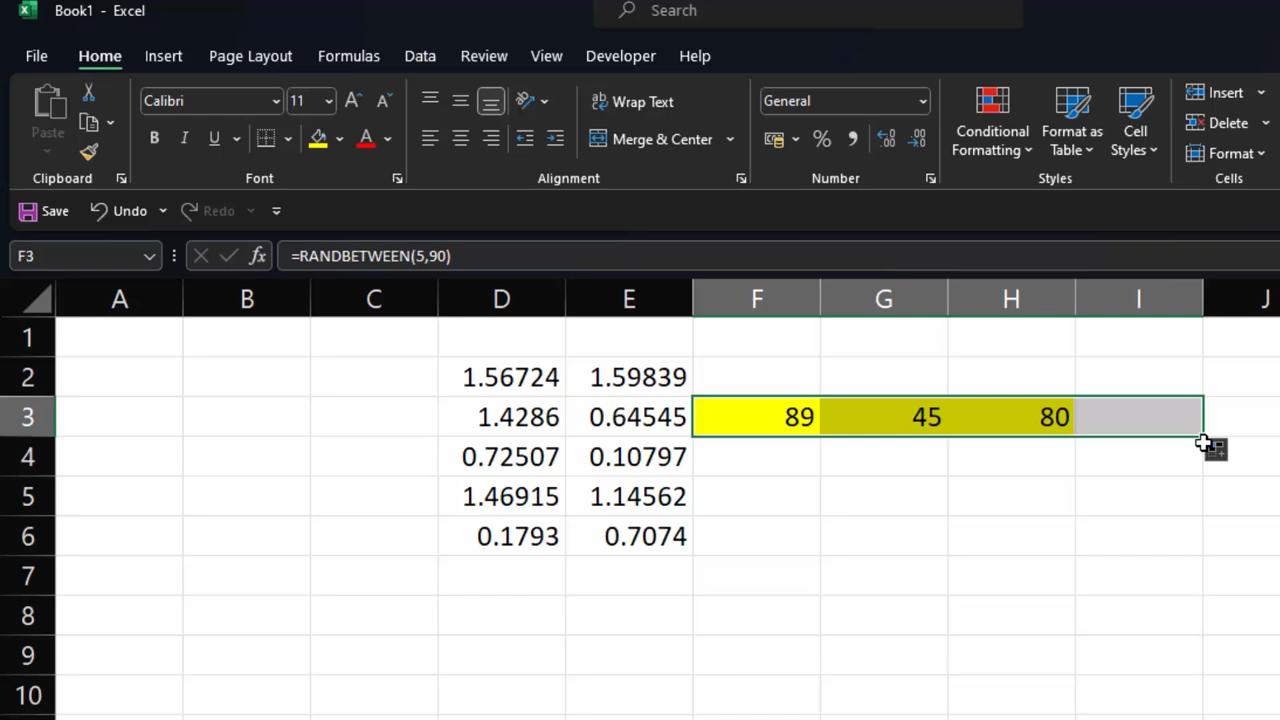 Book1 - Excel
Search
File Home Insert Page Layout Formulas Data Review View Developer Help
Paste
Calibri 11 A A
B I U A
ab Wrap Text
Merge & Center
General
% 9
Conditional Formatting
Format as Table
Cell Styles
Insert
Delete
Format
Clipboard Font Alignment Number Styles Cells
Save Undo Redo
F3 fx =RANDBETWEEN(5,90)
A B C D E F G H I J
1
2 1.56724 1.59839
3 1.4286 0.64545 89 45 80
4 0.72507 0.10797
5 1.46915 1.14562
6 0.1793 0.7074
7
8
9
10